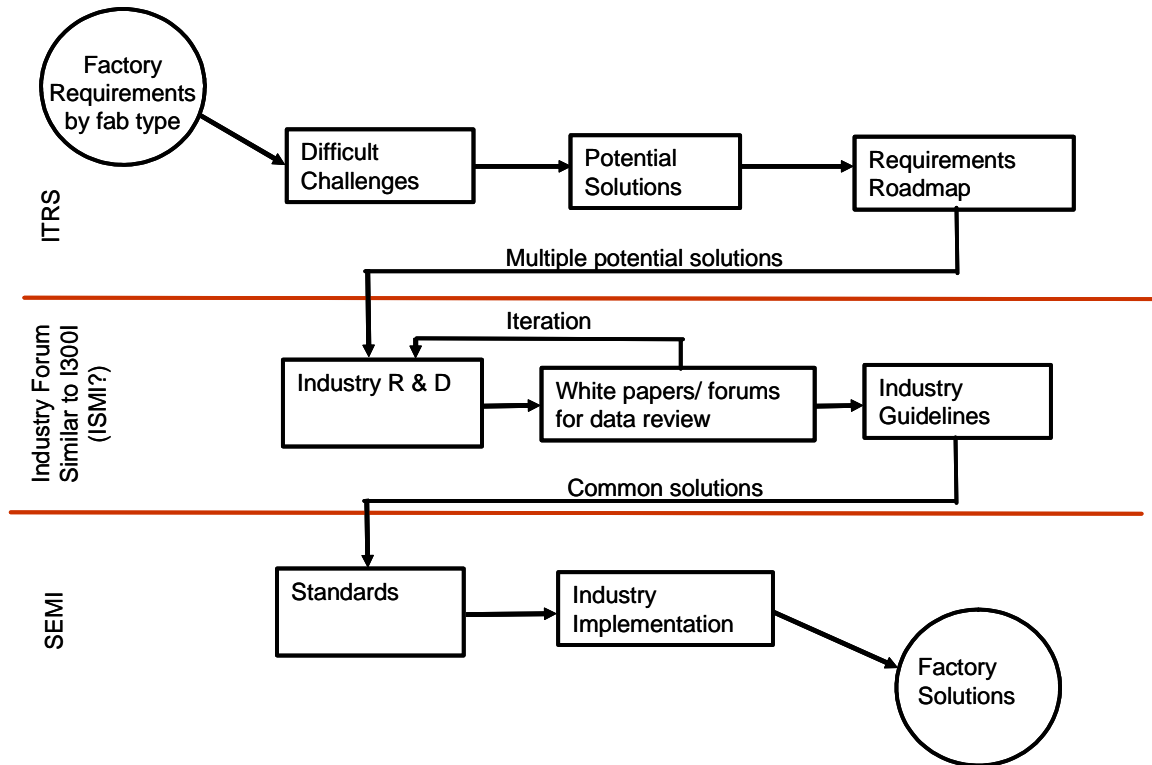 Factory
Requirements
by fab type
Difficult
Challenges
Potential
Solutions
Requirements
Roadmap
ITRS
Multiple potential solutions
Iteration
Industry Forum
Similar to I300I
(ISMI?)
Industry R & D
White papers/ forums
for data review
Industry
Guidelines
Common solutions
SEMI
Standards
Industry
Implementation
Factory
Solutions